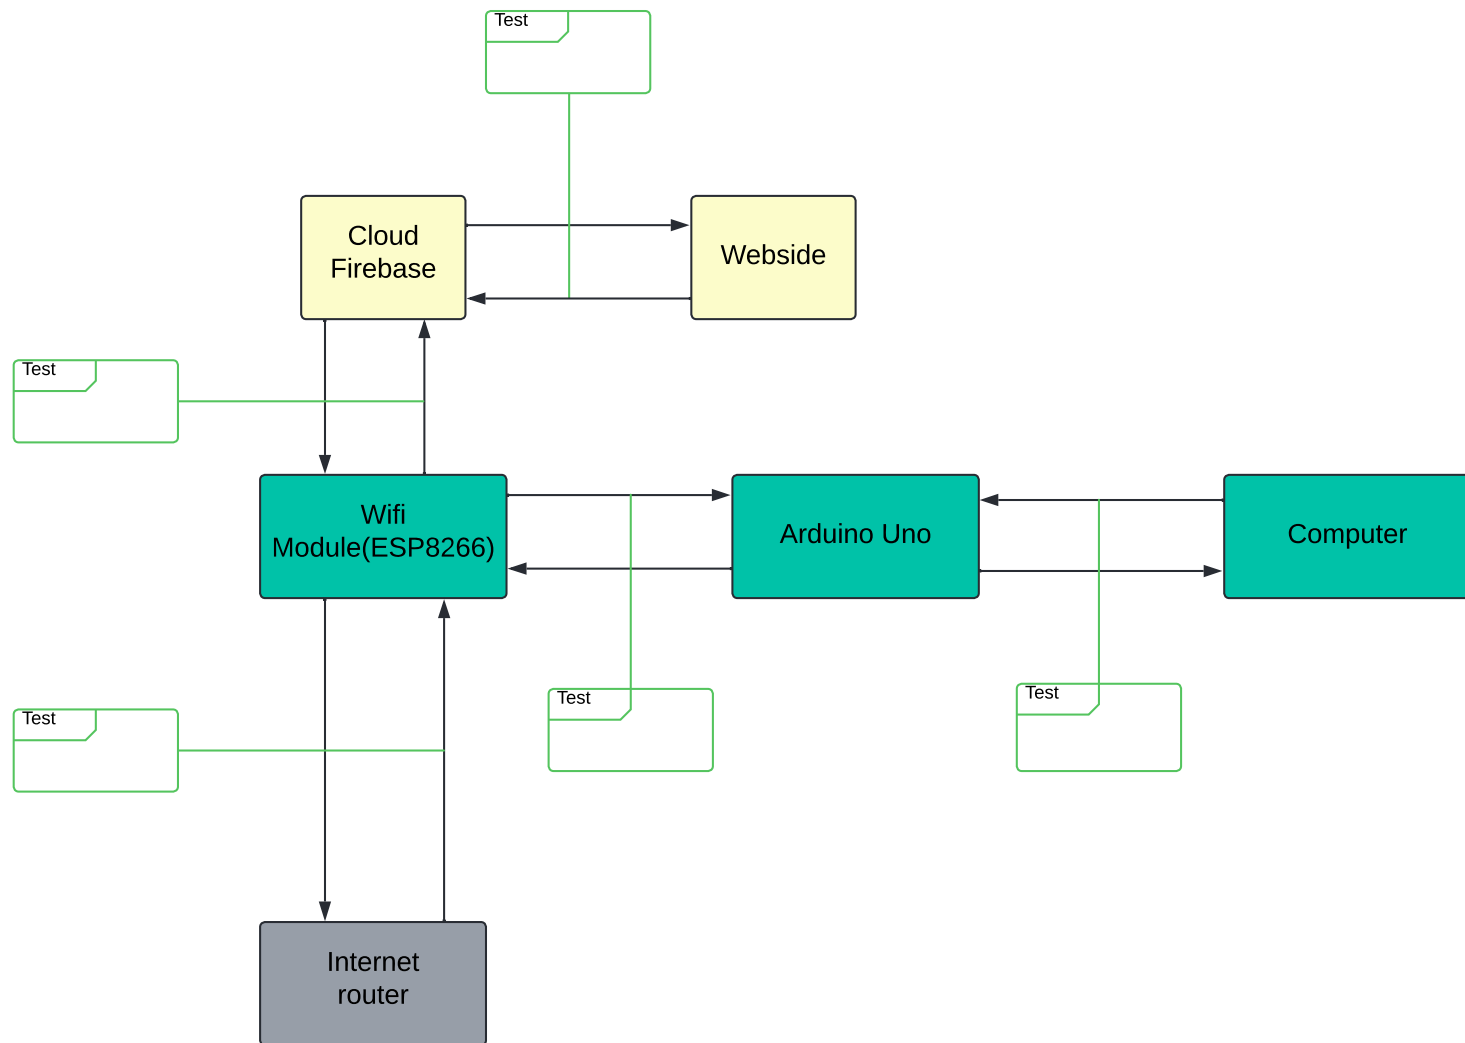 Test
Cloud
Firebase
Webside
Test
Wifi
Module(ESP8266)
Arduino Uno
Computer
Test
Test
Test
Internet
router